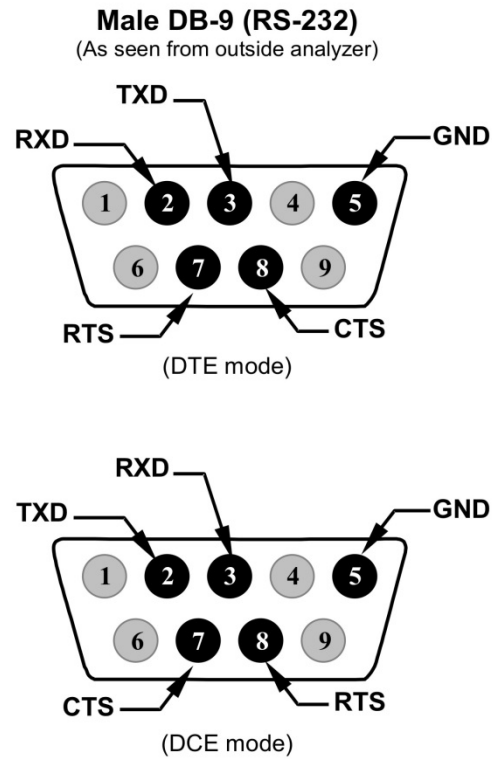 Male DB-9 (RS-232)
(As seen from outside analyzer)
TXD
RXD
GND
1 2 3 4 5
6 7 8 9
RTS
CTS
(DTE mode)
RXD
TXD
GND
1 2 3 4 5
6 7 8 9
CTS
RTS
(DCE mode)